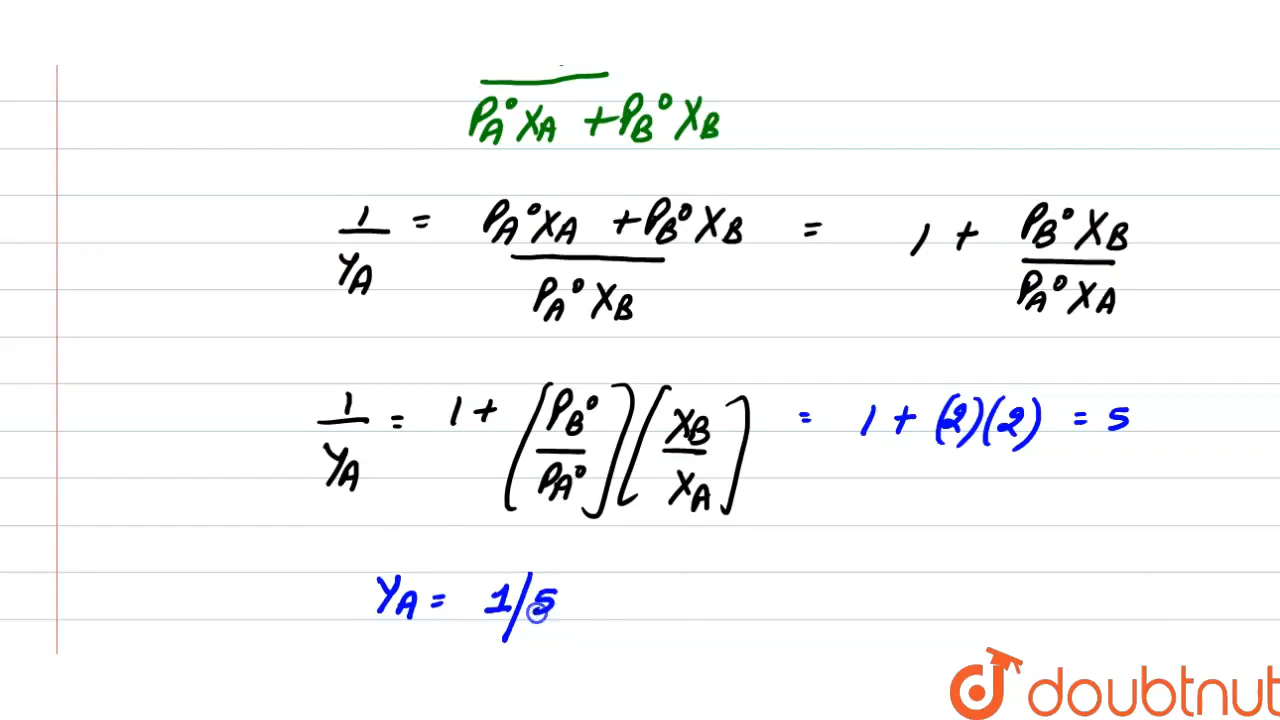 P_A° X_A + P_B° X_B
1/Y_A = (P_A° X_A + P_B° X_B)/(P_A° X_B) = 1 + (P_B° X_B)/(P_A° X_A)
1/Y_A = 1 + [P_B°/P_A°] [X_B/X_A] = 1 + (2)(2) = 5
Y_A = 1/5
doubtnut